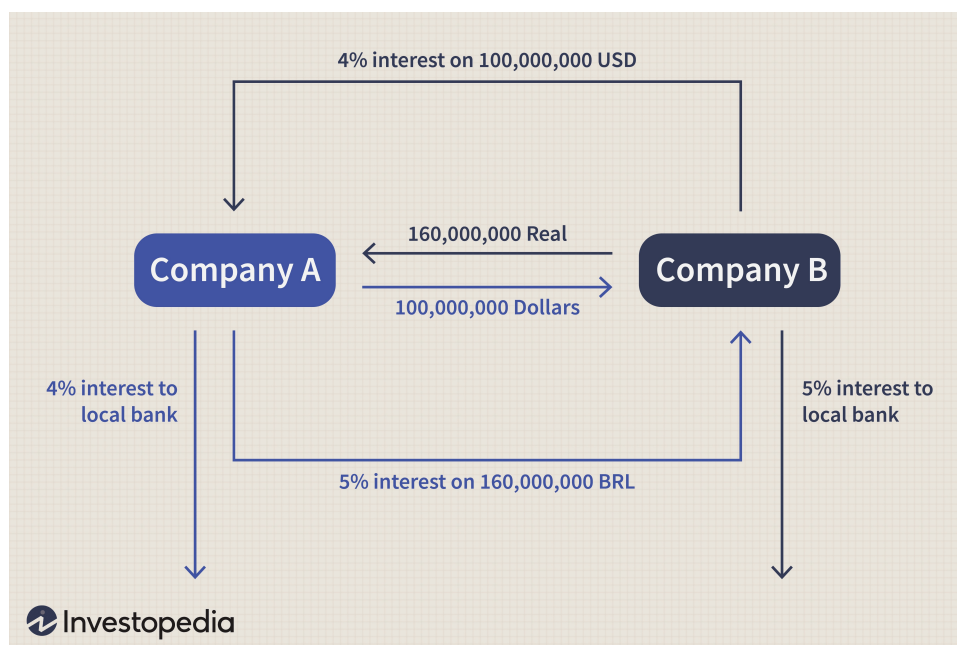 4% interest on 100,000,000 USD
160,000,000 Real
Company A
Company B
100,000,000 Dollars
4% interest to
local bank
5% interest to
local bank
5% interest on 160,000,000 BRL
Investopedia